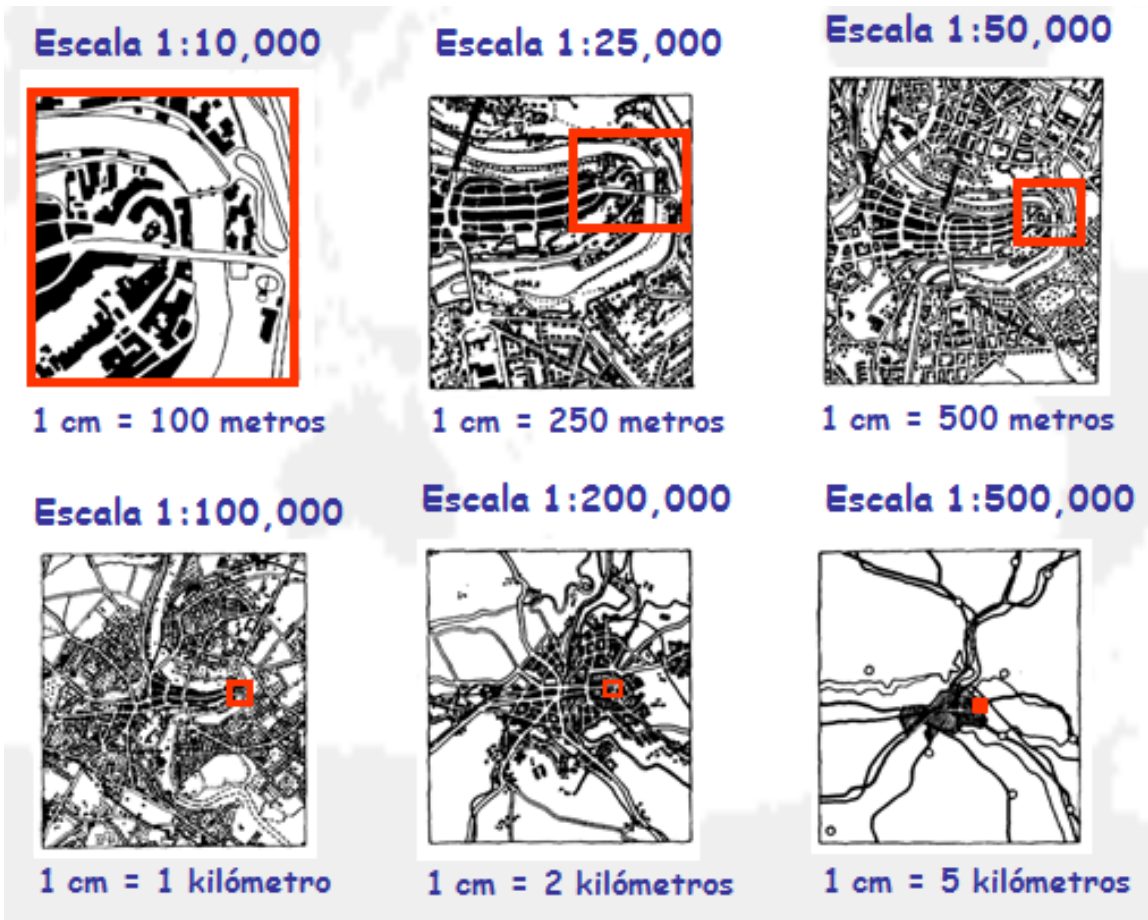 Escala 1:10,000
Escala 1:25,000
Escala 1:50,000
1 cm = 100 metros
1 cm = 250 metros
1 cm = 500 metros
Escala 1:100,000
Escala 1:200,000
Escala 1:500,000
1 cm = 1 kilómetro
1 cm = 2 kilómetros
1 cm = 5 kilómetros